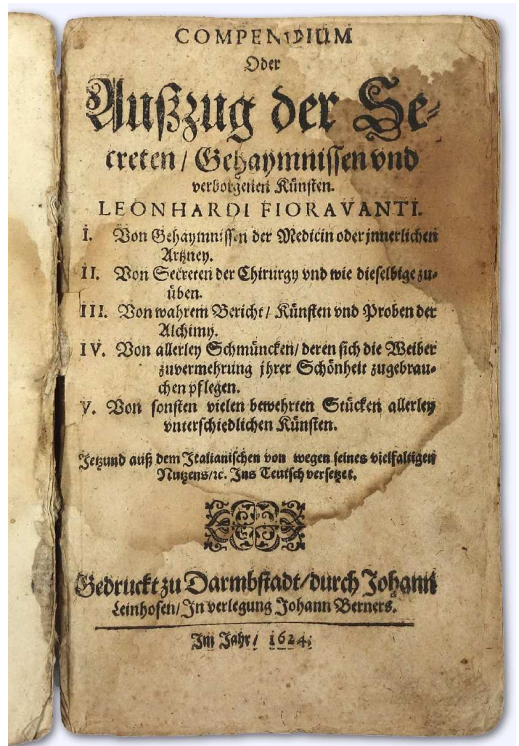 COMPENDIUM
Oder
Außzug der Se-
creten / Gehaymnissen vnd
verborgenen Künsten.
LEONHARDI FIORAVANTI.
I. Von Gehaymnissen der Medicin oder jnnerlichen
Artzney.
II. Von Secreten der Chirurgy vnd wie dieselbige zu-
üben.
III. Von wahrem Bericht / Künsten vnd Proben der
Alchimy.
IV. Von allerley Schmüncken / deren sich die Weiber
zuvermehrung jhrer Schönheit zugebrau-
chen pflegen.
V. Von sonsten vielen bewehrten Stücken allerley
vnterschiedlichen Künsten.
Jetzund auß dem Italianischen von wegen seines vielfaltigen
Nutzens / ꝛc. Ins Teutsch versetzet.
Gedruckt zu Darmbstadt / durch Johann
Leinhosen / In verlegung Johann Berners.
Im Jahr / 1624.